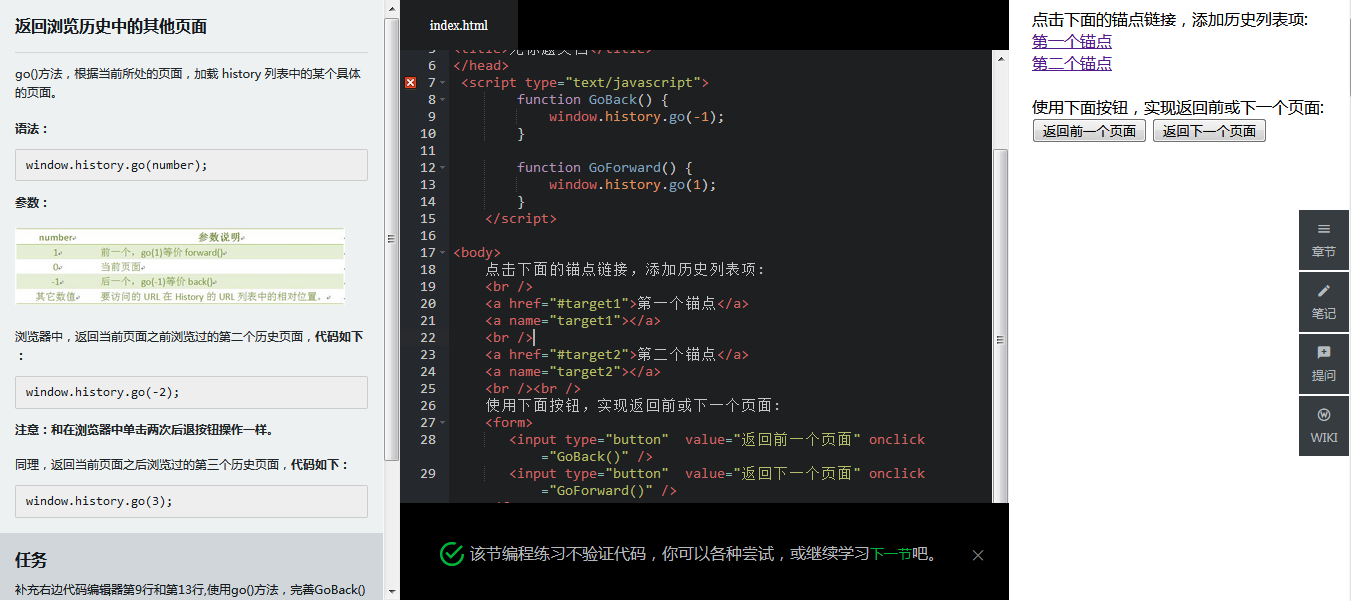 返回浏览历史中的其他页面
go()方法，根据当前所处的页面，加载 history 列表中的某个具体
的页面。
语法：
window.history.go(number);
参数：
number 参数说明
1 前一个，go(1)等价 forward()
0 当前页面
-1 后一个，go(-1)等价 back()
其它数值 要访问的 URL 在 History 的 URL 列表中的相对位置。
浏览器中，返回当前页面之前浏览过的第二个历史页面，代码如下
：
window.history.go(-2);
注意：和在浏览器中单击两次后退按钮操作一样。
同理，返回当前页面之后浏览过的第三个历史页面，代码如下：
window.history.go(3);
任务
补充右边代码编辑器第9行和第13行,使用go()方法，完善GoBack()
index.html
5 <title>无标题文档</title>
6 </head>
7 <script type="text/javascript">
8 function GoBack() {
9 window.history.go(-1);
10 }
11
12 function GoForward() {
13 window.history.go(1);
14 }
15 </script>
16
17 <body>
18 点击下面的锚点链接，添加历史列表项:
19 <br />
20 <a href="#target1">第一个锚点</a>
21 <a name="target1"></a>
22 <br />
23 <a href="#target2">第二个锚点</a>
24 <a name="target2"></a>
25 <br /><br />
26 使用下面按钮，实现返回前或下一个页面:
27 <form>
28 <input type="button"  value="返回前一个页面" onclick
="GoBack()" />
29 <input type="button"  value="返回下一个页面" onclick
="GoForward()" />
该节编程练习不验证代码，你可以各种尝试，或继续学习下一节吧。
点击下面的锚点链接，添加历史列表项:
第一个锚点
第二个锚点
使用下面按钮，实现返回前或下一个页面:
返回前一个页面 返回下一个页面
章节
笔记
提问
WIKI